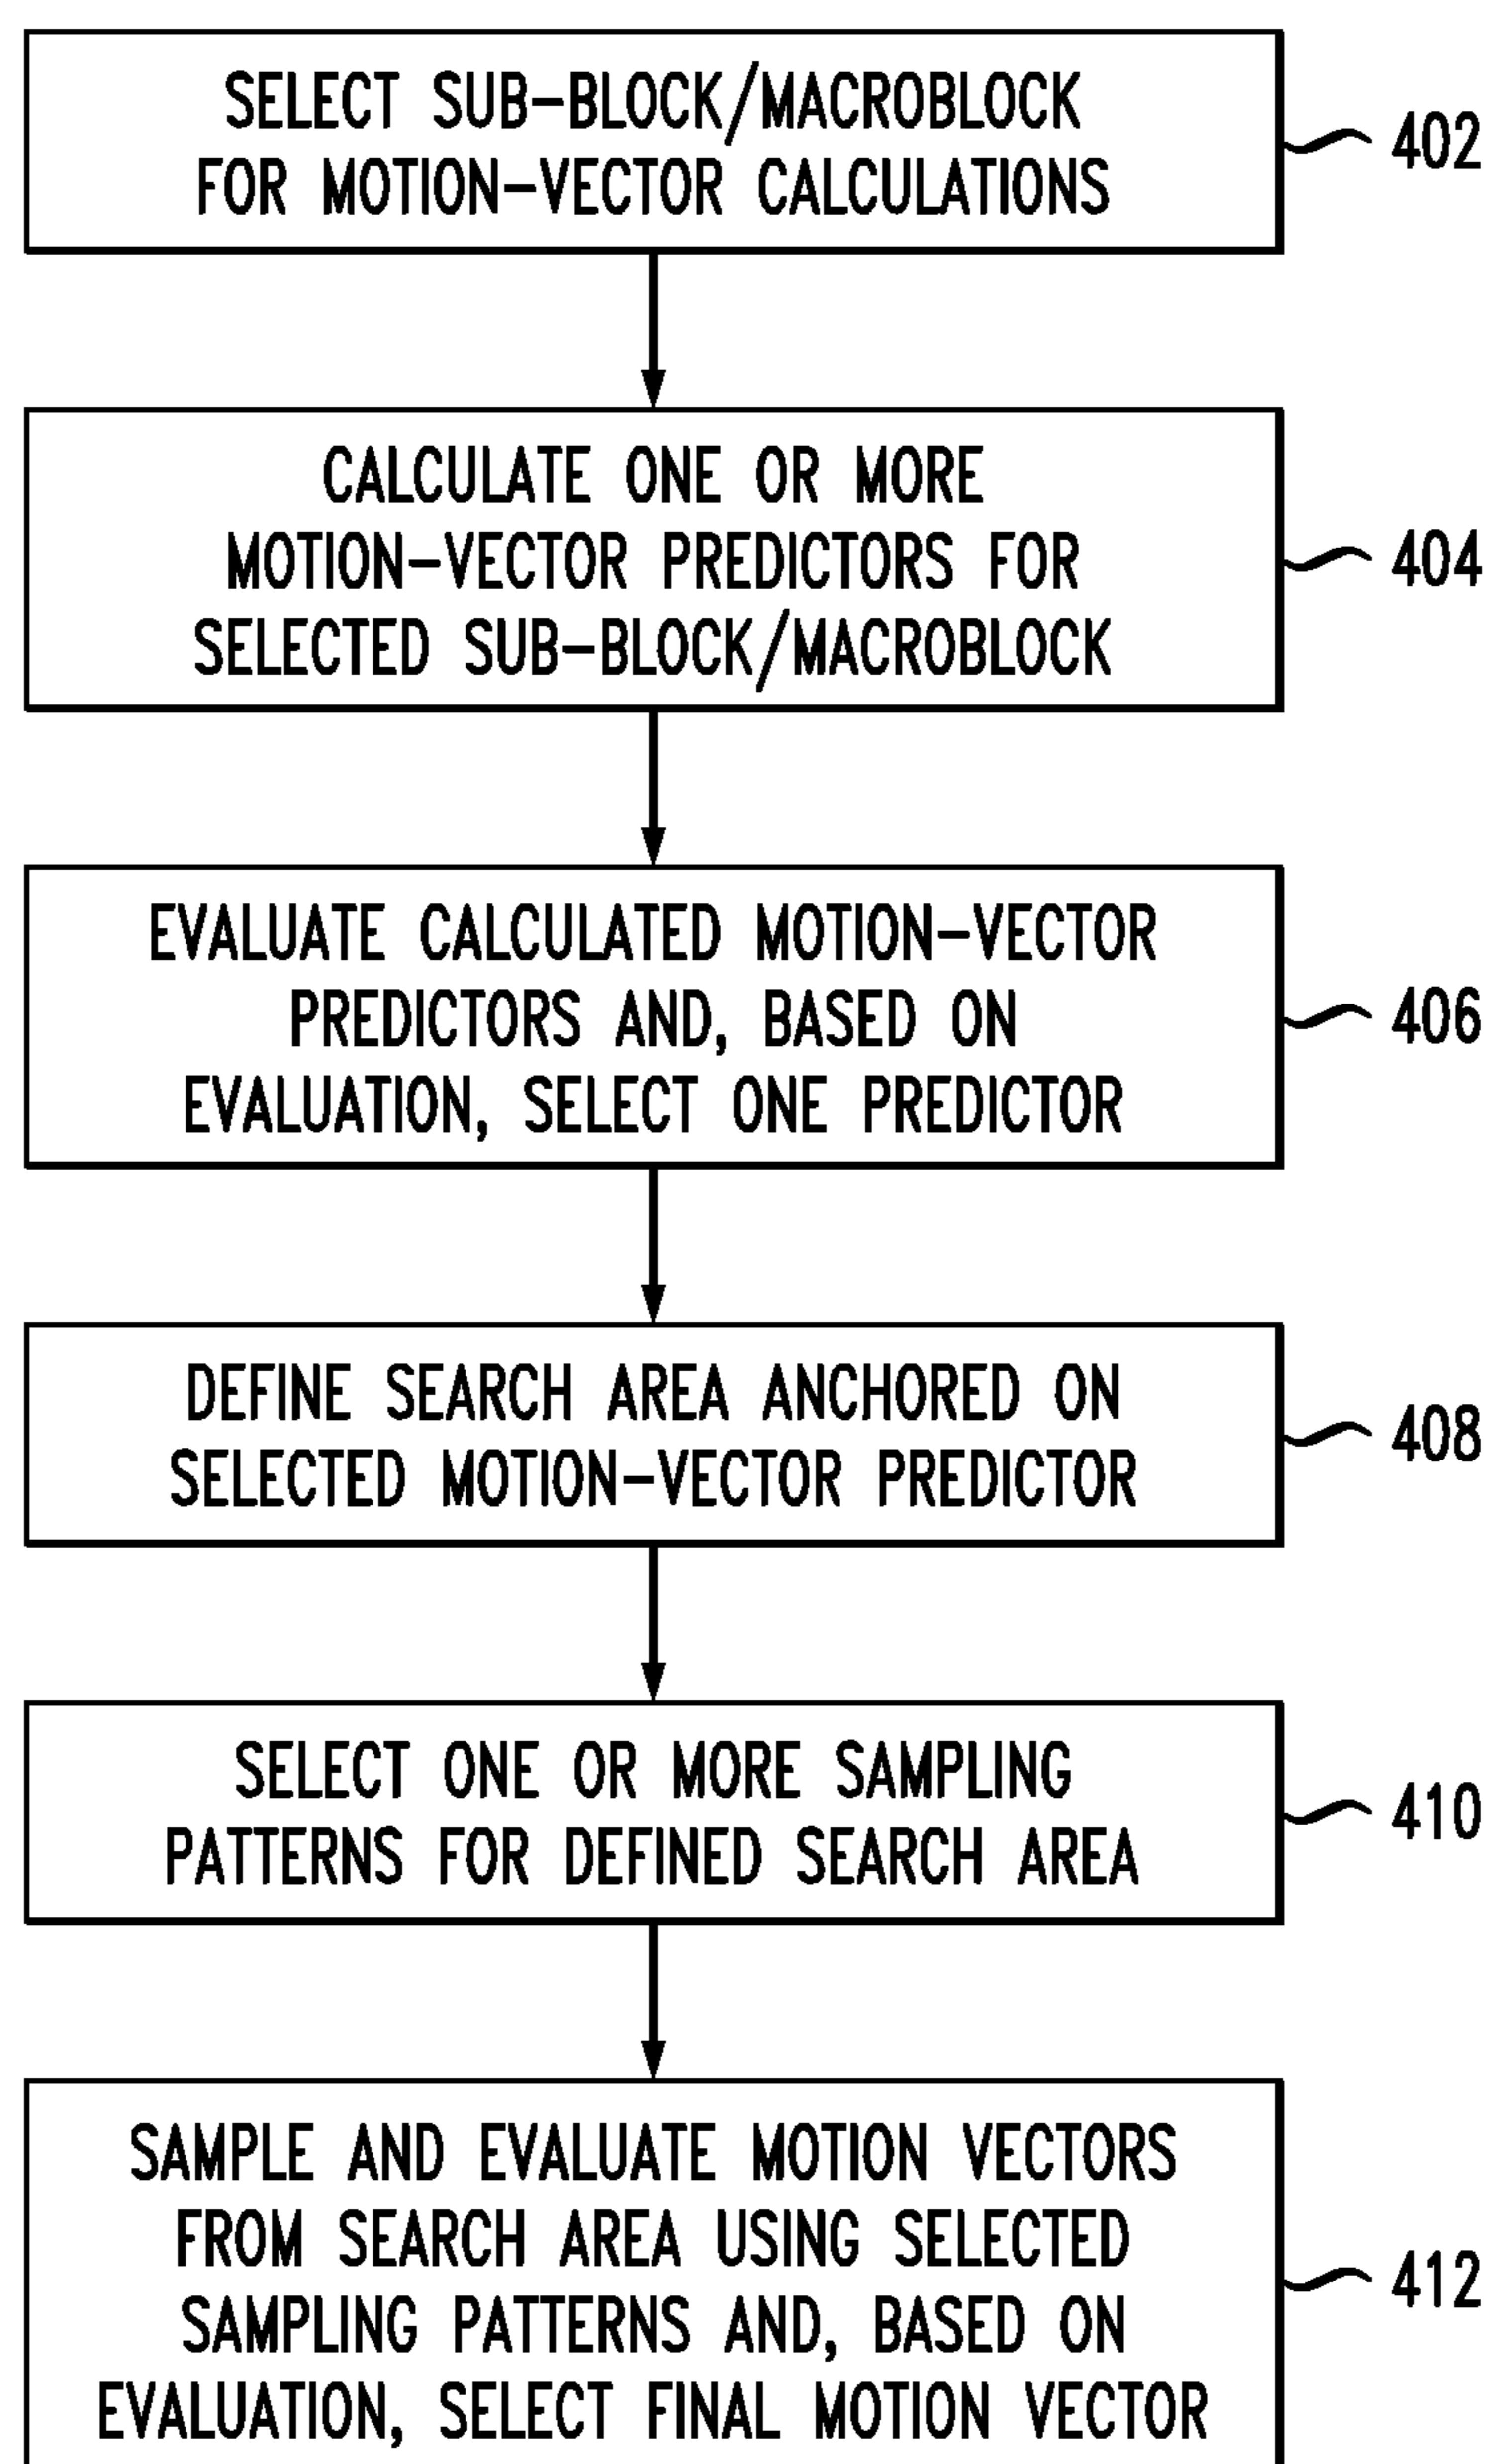 SELECT SUB-BLOCK/MACROBLOCK
FOR MOTION-VECTOR CALCULATIONS
402
CALCULATE ONE OR MORE
MOTION-VECTOR PREDICTORS FOR
SELECTED SUB-BLOCK/MACROBLOCK
404
EVALUATE CALCULATED MOTION-VECTOR
PREDICTORS AND, BASED ON
EVALUATION, SELECT ONE PREDICTOR
406
DEFINE SEARCH AREA ANCHORED ON
SELECTED MOTION-VECTOR PREDICTOR
408
SELECT ONE OR MORE SAMPLING
PATTERNS FOR DEFINED SEARCH AREA
410
SAMPLE AND EVALUATE MOTION VECTORS
FROM SEARCH AREA USING SELECTED
SAMPLING PATTERNS AND, BASED ON
EVALUATION, SELECT FINAL MOTION VECTOR
412